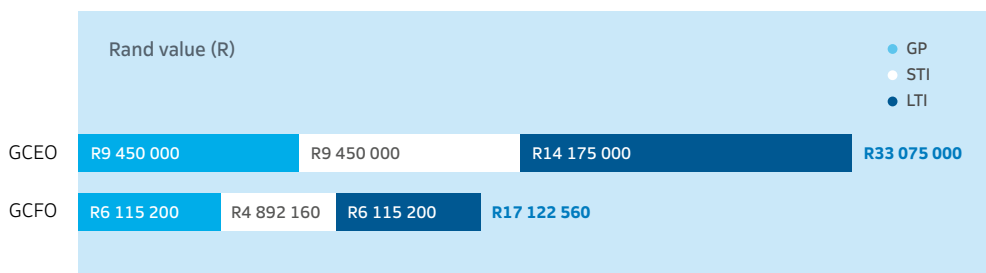 Rand value (R)
GP
STI
LTI
GCEO R9 450 000 R9 450 000 R14 175 000 R33 075 000
GCFO R6 115 200 R4 892 160 R6 115 200 R17 122 560